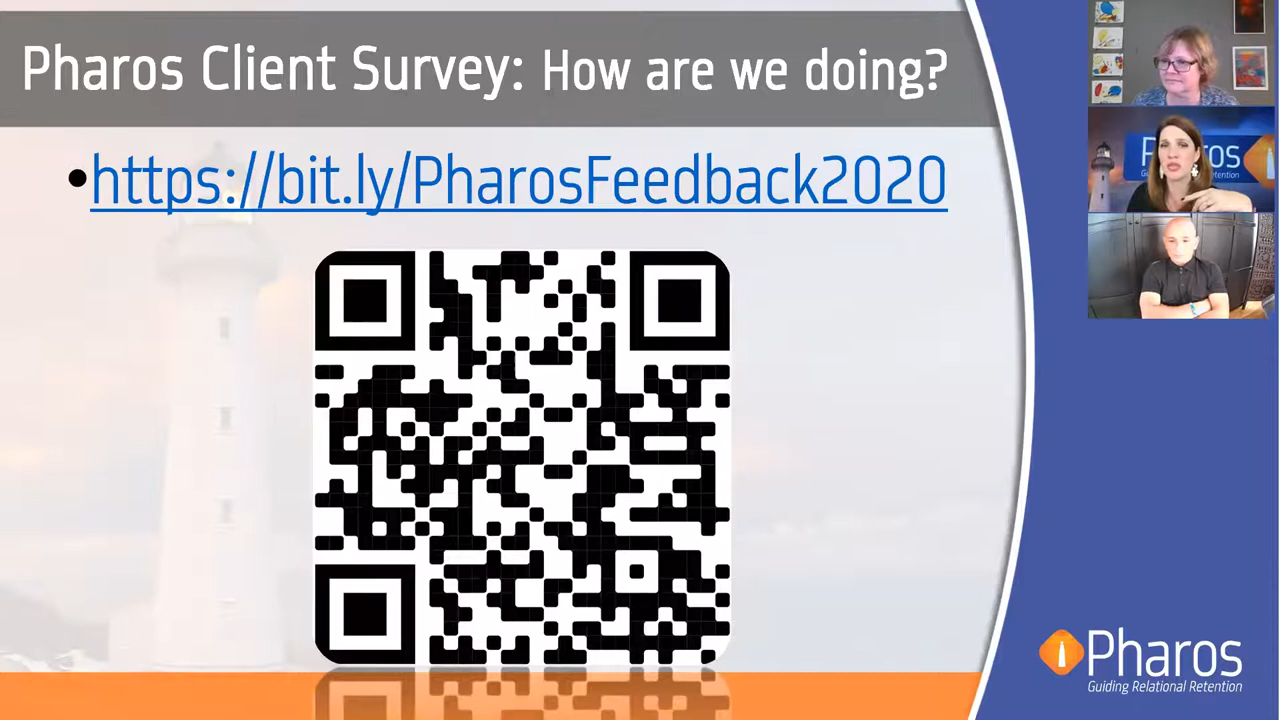 Pharos Client Survey: How are we doing?
•https://bit.ly/PharosFeedback2020
Pharos
Guiding Relational Retention